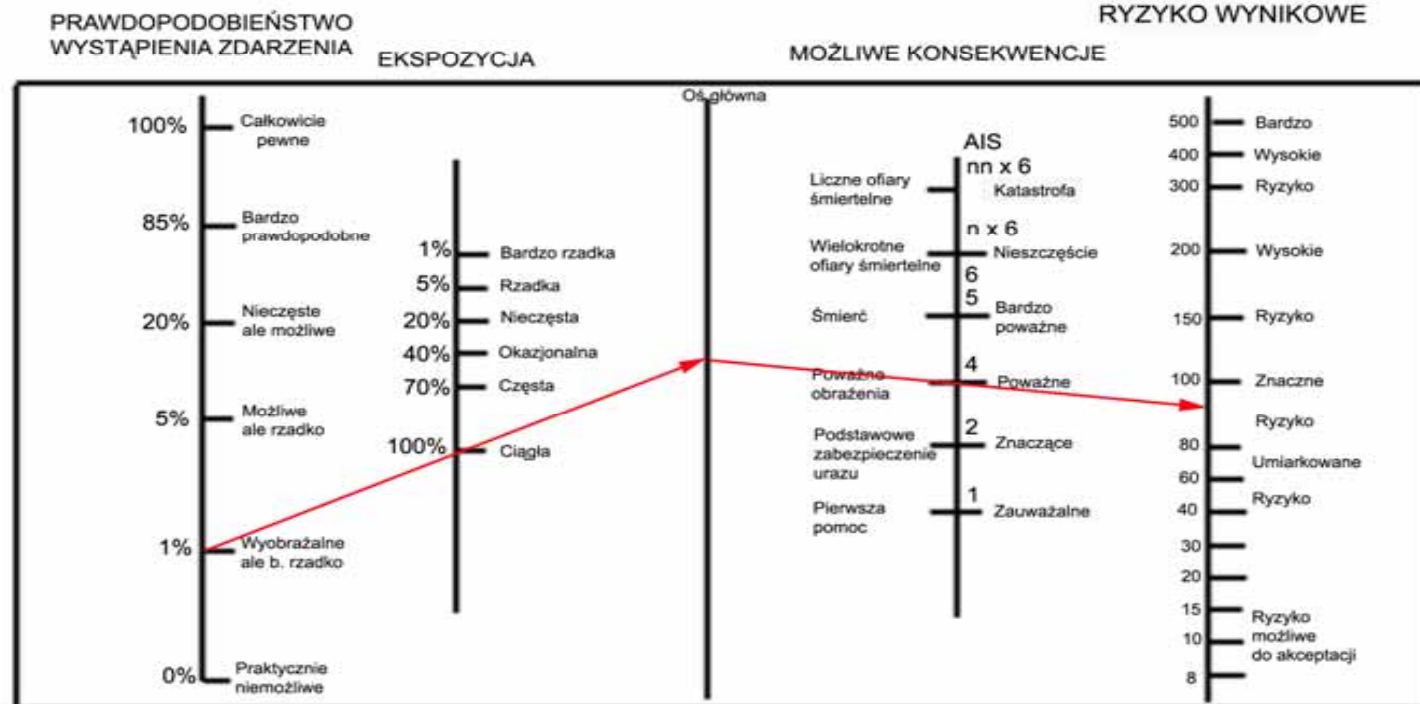 PRAWDOPODOBIEŃSTWO
WYSTĄPIENIA ZDARZENIA
EKSPOZYCJA
MOŻLIWE KONSEKWENCJE
RYZYKO WYNIKOWE
100%
Całkowicie
pewne
85%
Bardzo
prawdopodobne
20%
Nieczęste
ale możliwe
5%
Możliwe
ale rzadko
1%
Wyobrażalne
ale b. rzadko
0%
Praktycznie
niemożliwe
1%
Bardzo rzadka
5%
Rzadka
20%
Nieczęsta
40%
Okazjonalna
70%
Częsta
100%
Ciągła
Oś główna
AIS
Liczne ofiary
śmiertelne
nn x 6
Katastrofa
Wielokrotne
ofiary śmiertelne
n x 6
Nieszczęście
6
Śmierć
5
Bardzo
poważne
Poważno
obrażenia
4
Poważne
Podstawowe
zabezpieczenie
urazu
2
Znaczące
Pierwsza
pomoc
1
Zauważalne
500
Bardzo
400
Wysokie
300
Ryzyko
200
Wysokie
150
Ryzyko
100
Znaczne
Ryzyko
80
Umiarkowane
60
Ryzyko
40
30
20
15
Ryzyko
możliwe
10
do akceptacji
8